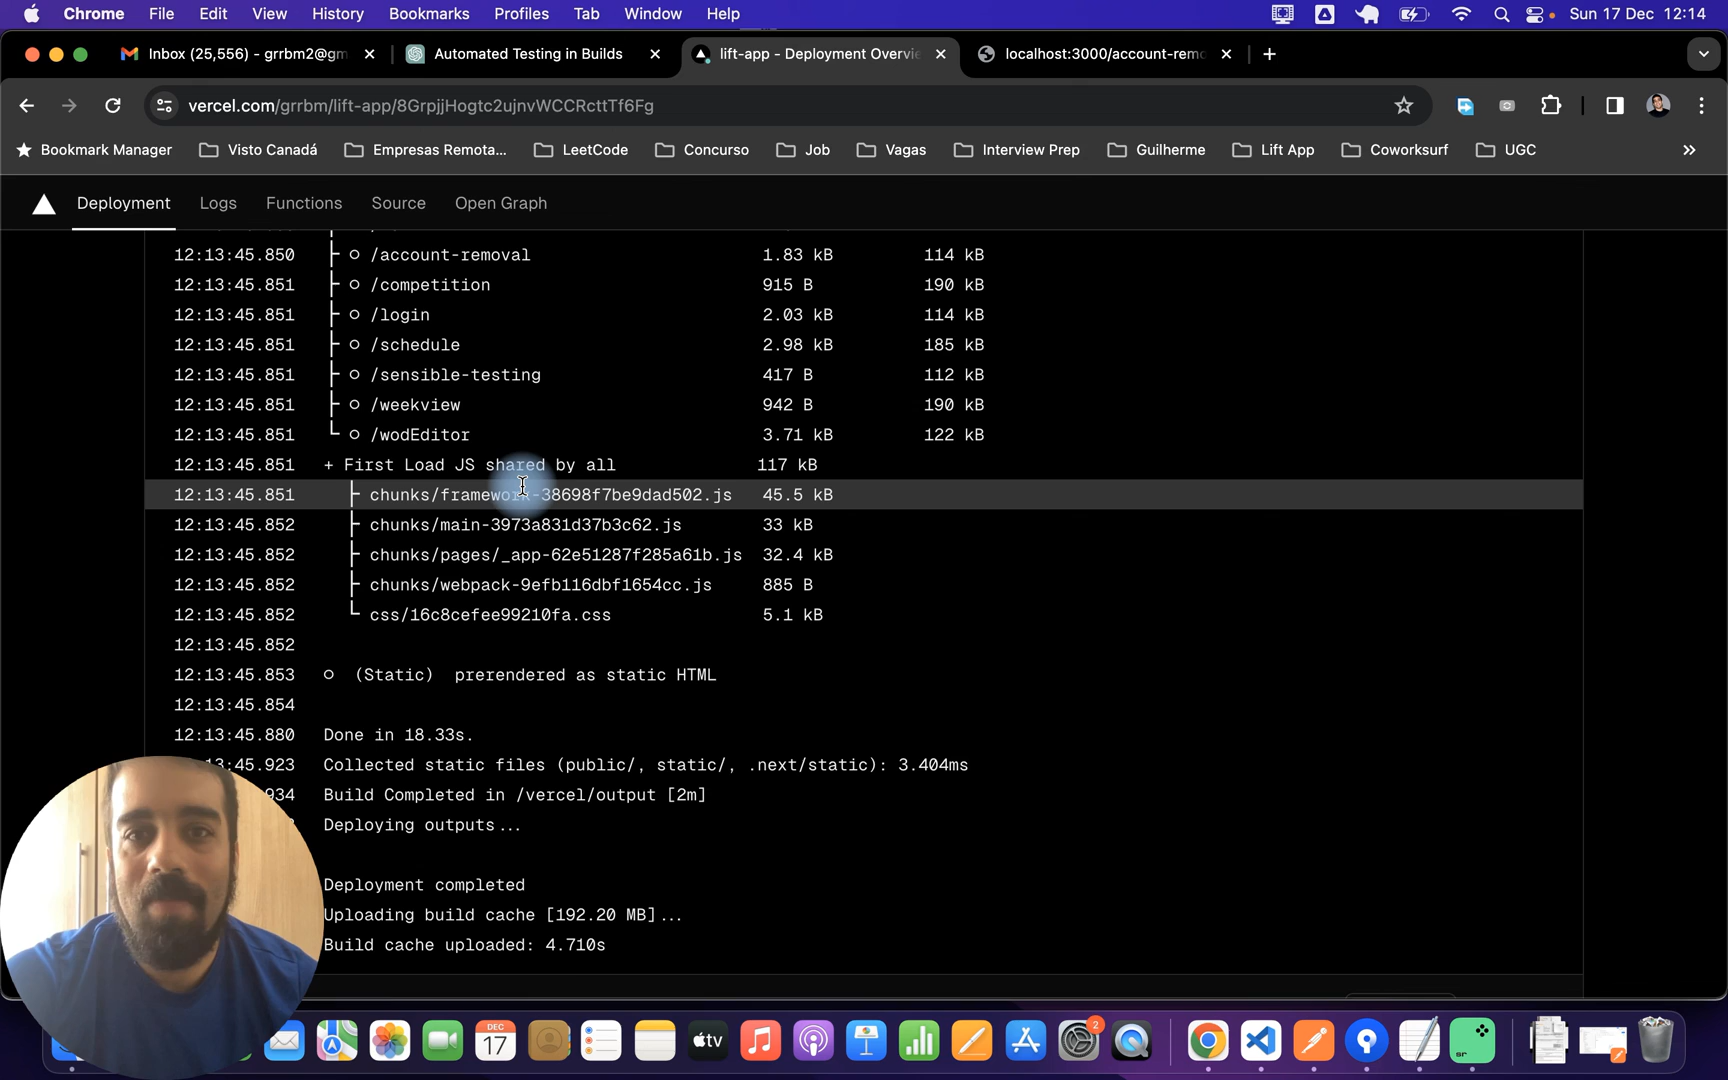 Chrome File Edit View History Bookmarks Profiles Tab Window Help Sun 17 Dec 12:14
Inbox (25,556) - grrbm2@gm Automated Testing in Builds lift-app - Deployment Overvie localhost:3000/account-remo
vercel.com/grrbm/lift-app/8GrpjjHogtc2ujnvWCCRcttTf6Fg
Bookmark Manager Visto Canadá Empresas Remota... LeetCode Concurso Job Vagas Interview Prep Guilherme Lift App Coworksurf UGC
Deployment Logs Functions Source Open Graph
12:13:45.850 ├ ○ /account-removal 1.83 kB 114 kB
12:13:45.851 ├ ○ /competition 915 B 190 kB
12:13:45.851 ├ ○ /login 2.03 kB 114 kB
12:13:45.851 ├ ○ /schedule 2.98 kB 185 kB
12:13:45.851 ├ ○ /sensible-testing 417 B 112 kB
12:13:45.851 ├ ○ /weekview 942 B 190 kB
12:13:45.851 └ ○ /wodEditor 3.71 kB 122 kB
12:13:45.851 + First Load JS shared by all 117 kB
12:13:45.851 ├ chunks/framework-38698f7be9dad502.js 45.5 kB
12:13:45.852 ├ chunks/main-3973a831d37b3c62.js 33 kB
12:13:45.852 ├ chunks/pages/_app-62e51287f285a61b.js 32.4 kB
12:13:45.852 ├ chunks/webpack-9efb116dbf1654cc.js 885 B
12:13:45.852 └ css/16c8cefee99210fa.css 5.1 kB
12:13:45.852
12:13:45.853 ○ (Static) prerendered as static HTML
12:13:45.854
12:13:45.880 Done in 18.33s.
13:45.923 Collected static files (public/, static/, .next/static): 3.404ms
934 Build Completed in /vercel/output [2m]
Deploying outputs...
Deployment completed
Uploading build cache [192.20 MB]...
Build cache uploaded: 4.710s
DEC
17
tv
2
sr